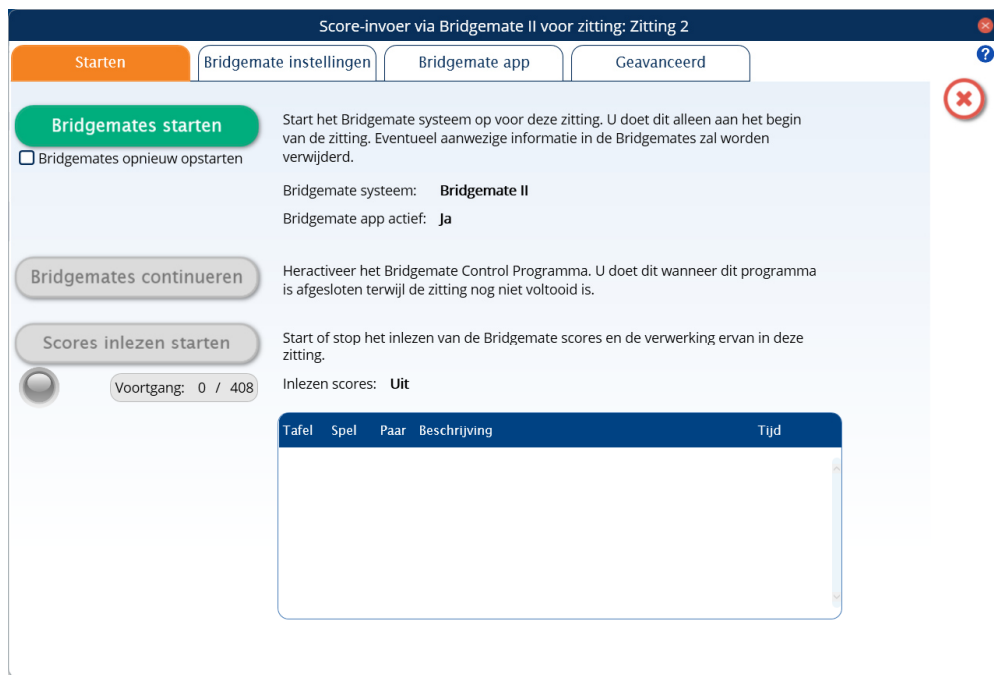 Score-invoer via Bridgemate II voor zitting: Zitting 2
Starten
Bridgemate instellingen
Bridgemate app
Geavanceerd
?
Bridgemates starten
Bridgemates opnieuw opstarten
Start het Bridgemate systeem op voor deze zitting. U doet dit alleen aan het begin
van de zitting. Eventueel aanwezige informatie in de Bridgemates zal worden
verwijderd.
Bridgemate systeem: Bridgemate II
Bridgemate app actief: Ja
Bridgemates continueren
Heractiveer het Bridgemate Control Programma. U doet dit wanneer dit programma
is afgesloten terwijl de zitting nog niet voltooid is.
Scores inlezen starten
Start of stop het inlezen van de Bridgemate scores en de verwerking ervan in deze
zitting.
Voortgang: 0 / 408
Inlezen scores: Uit
Tafel Spel Paar Beschrijving Tijd